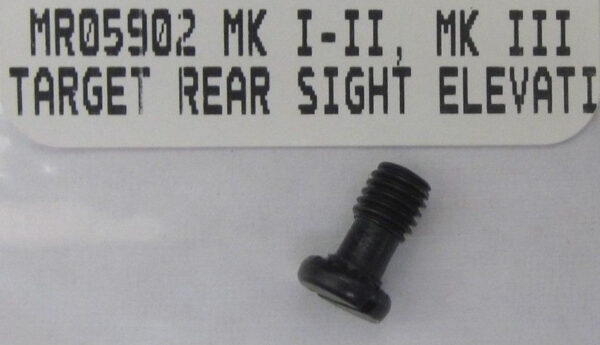 MR05902 MK I-II, MK III
TARGET REAR SIGHT ELEVATI